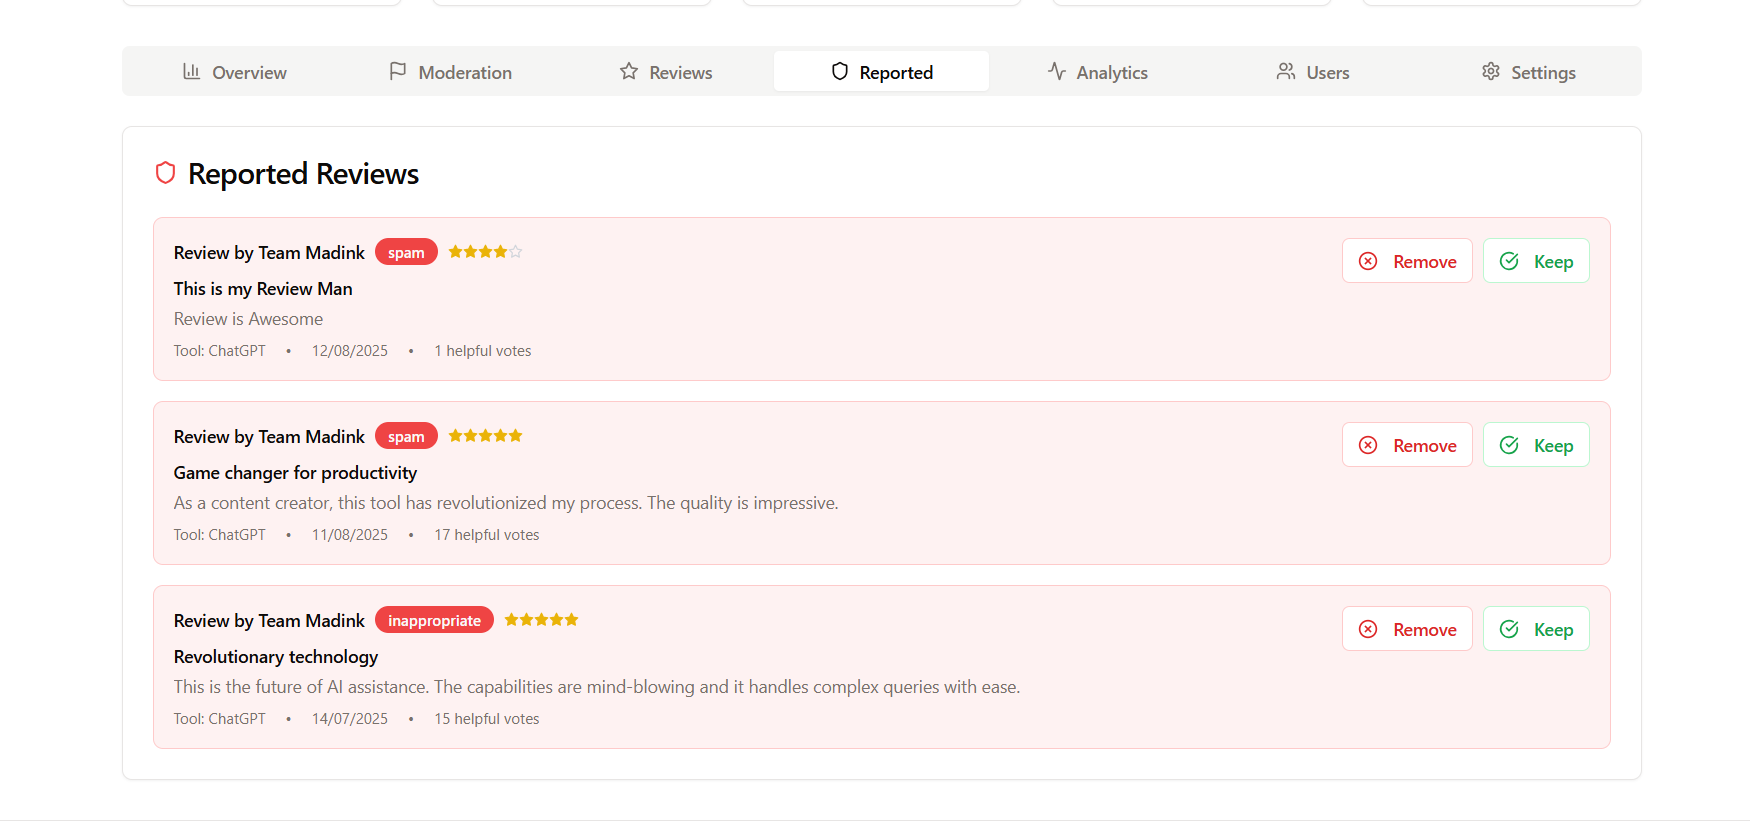 Overview Moderation Reviews Reported Analytics Users Settings
Reported Reviews
Review by Team Madink spam Remove Keep
This is my Review Man
Review is Awesome
Tool: ChatGPT • 12/08/2025 • 1 helpful votes
Review by Team Madink spam Remove Keep
Game changer for productivity
As a content creator, this tool has revolutionized my process. The quality is impressive.
Tool: ChatGPT • 11/08/2025 • 17 helpful votes
Review by Team Madink inappropriate Remove Keep
Revolutionary technology
This is the future of AI assistance. The capabilities are mind-blowing and it handles complex queries with ease.
Tool: ChatGPT • 14/07/2025 • 15 helpful votes